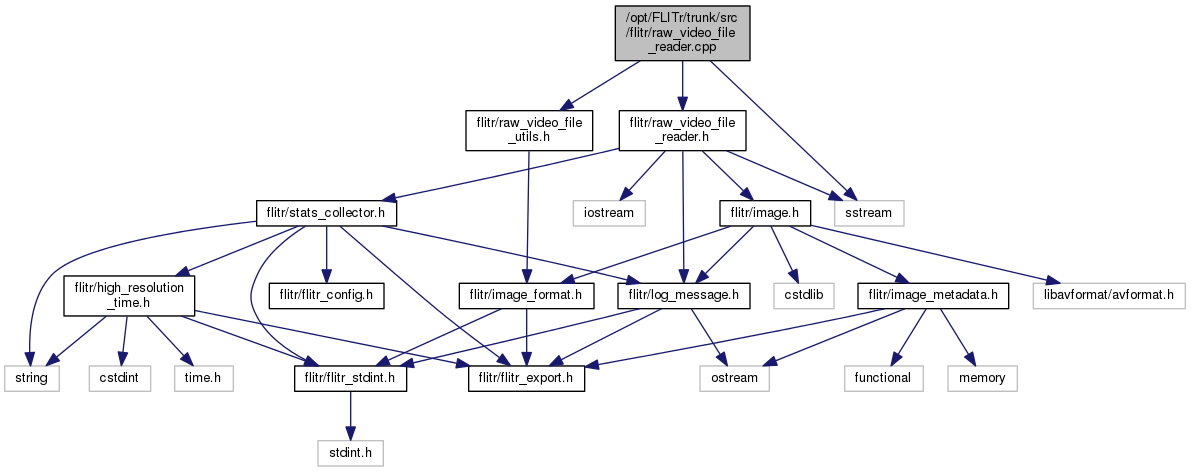 /opt/FLITr/trunk/src
/flitr/raw_video_file
_reader.cpp
flitr/raw_video_file
_utils.h
flitr/raw_video_file
_reader.h
flitr/stats_collector.h
iostream
flitr/image.h
sstream
flitr/high_resolution
_time.h
flitr/flitr_config.h
flitr/image_format.h
flitr/log_message.h
cstdlib
flitr/image_metadata.h
libavformat/avformat.h
string
cstdint
time.h
flitr/flitr_stdint.h
flitr/flitr_export.h
ostream
functional
memory
stdint.h